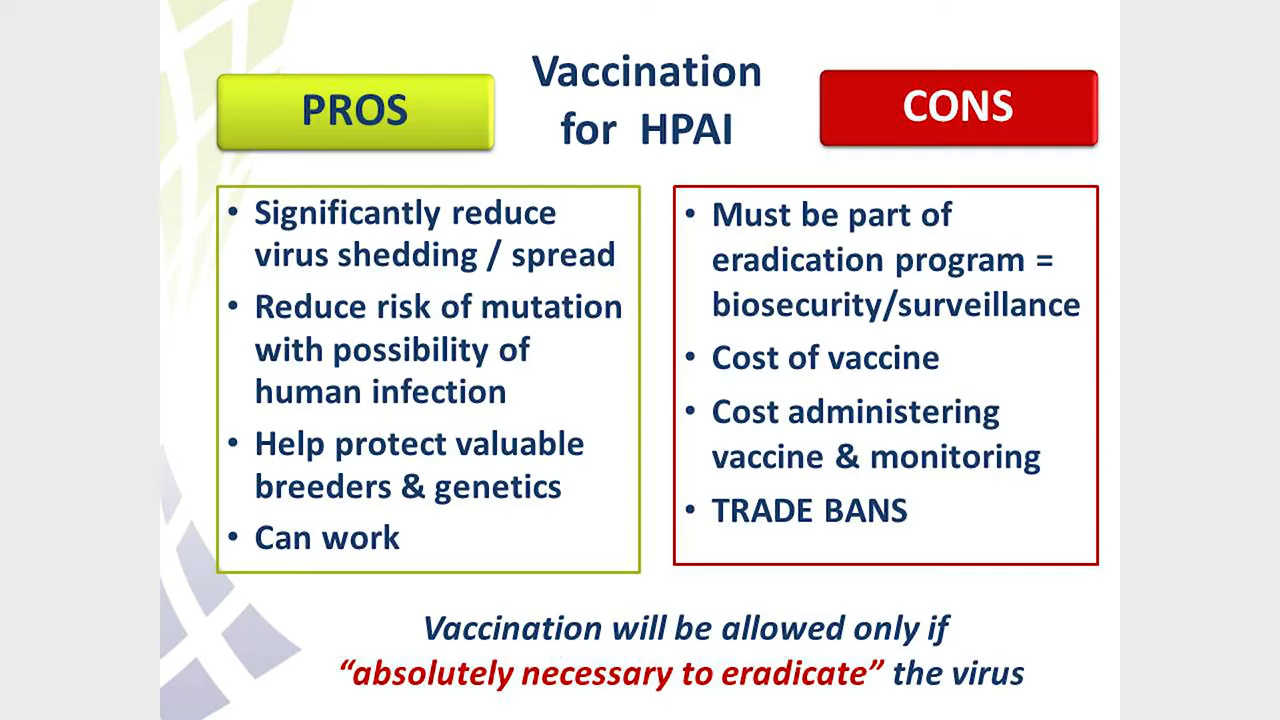 PROS
Vaccination
for HPAI
CONS
• Significantly reduce
virus shedding / spread
• Reduce risk of mutation
with possibility of
human infection
• Help protect valuable
breeders & genetics
• Can work
• Must be part of
eradication program =
biosecurity/surveillance
• Cost of vaccine
• Cost administering
vaccine & monitoring
• TRADE BANS
Vaccination will be allowed only if
“absolutely necessary to eradicate” the virus